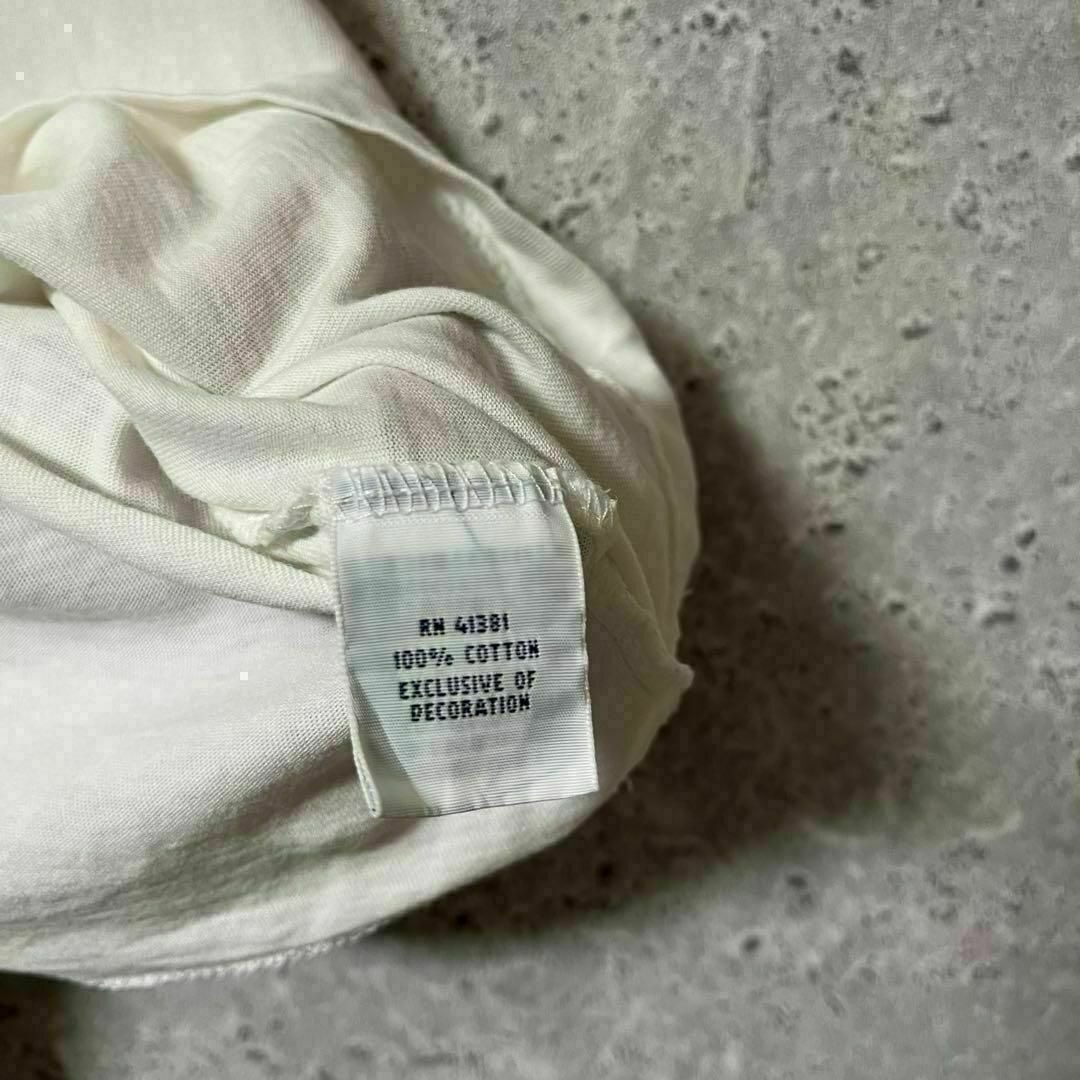 RN 41381
100% COTTON
EXCLUSIVE OF
DECORATION